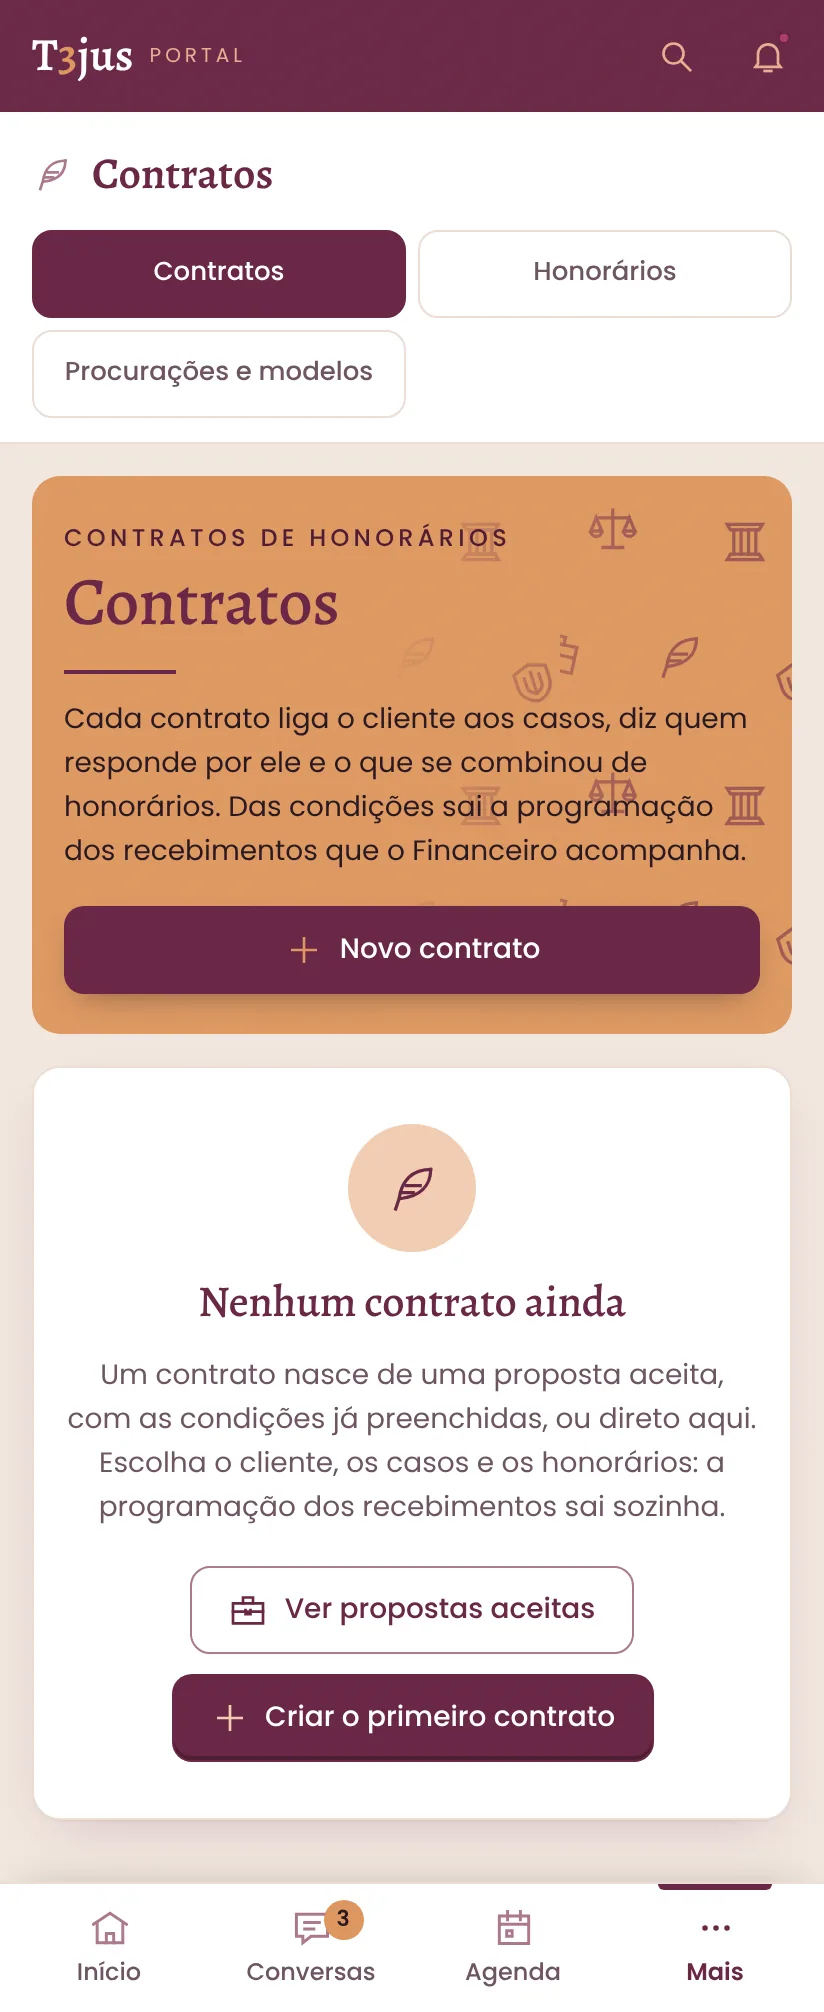 T3jus PORTAL
Contratos
Contratos
Honorários
Procurações e modelos
CONTRATOS DE HONORÁRIOS
Contratos
Cada contrato liga o cliente aos casos, diz quem
responde por ele e o que se combinou de
honorários. Das condições sai a programação
dos recebimentos que o Financeiro acompanha.
Novo contrato
Nenhum contrato ainda
Um contrato nasce de uma proposta aceita,
com as condições já preenchidas, ou direto aqui.
Escolha o cliente, os casos e os honorários: a
programação dos recebimentos sai sozinha.
Ver propostas aceitas
Criar o primeiro contrato
3
Início
Conversas
Agenda
Mais